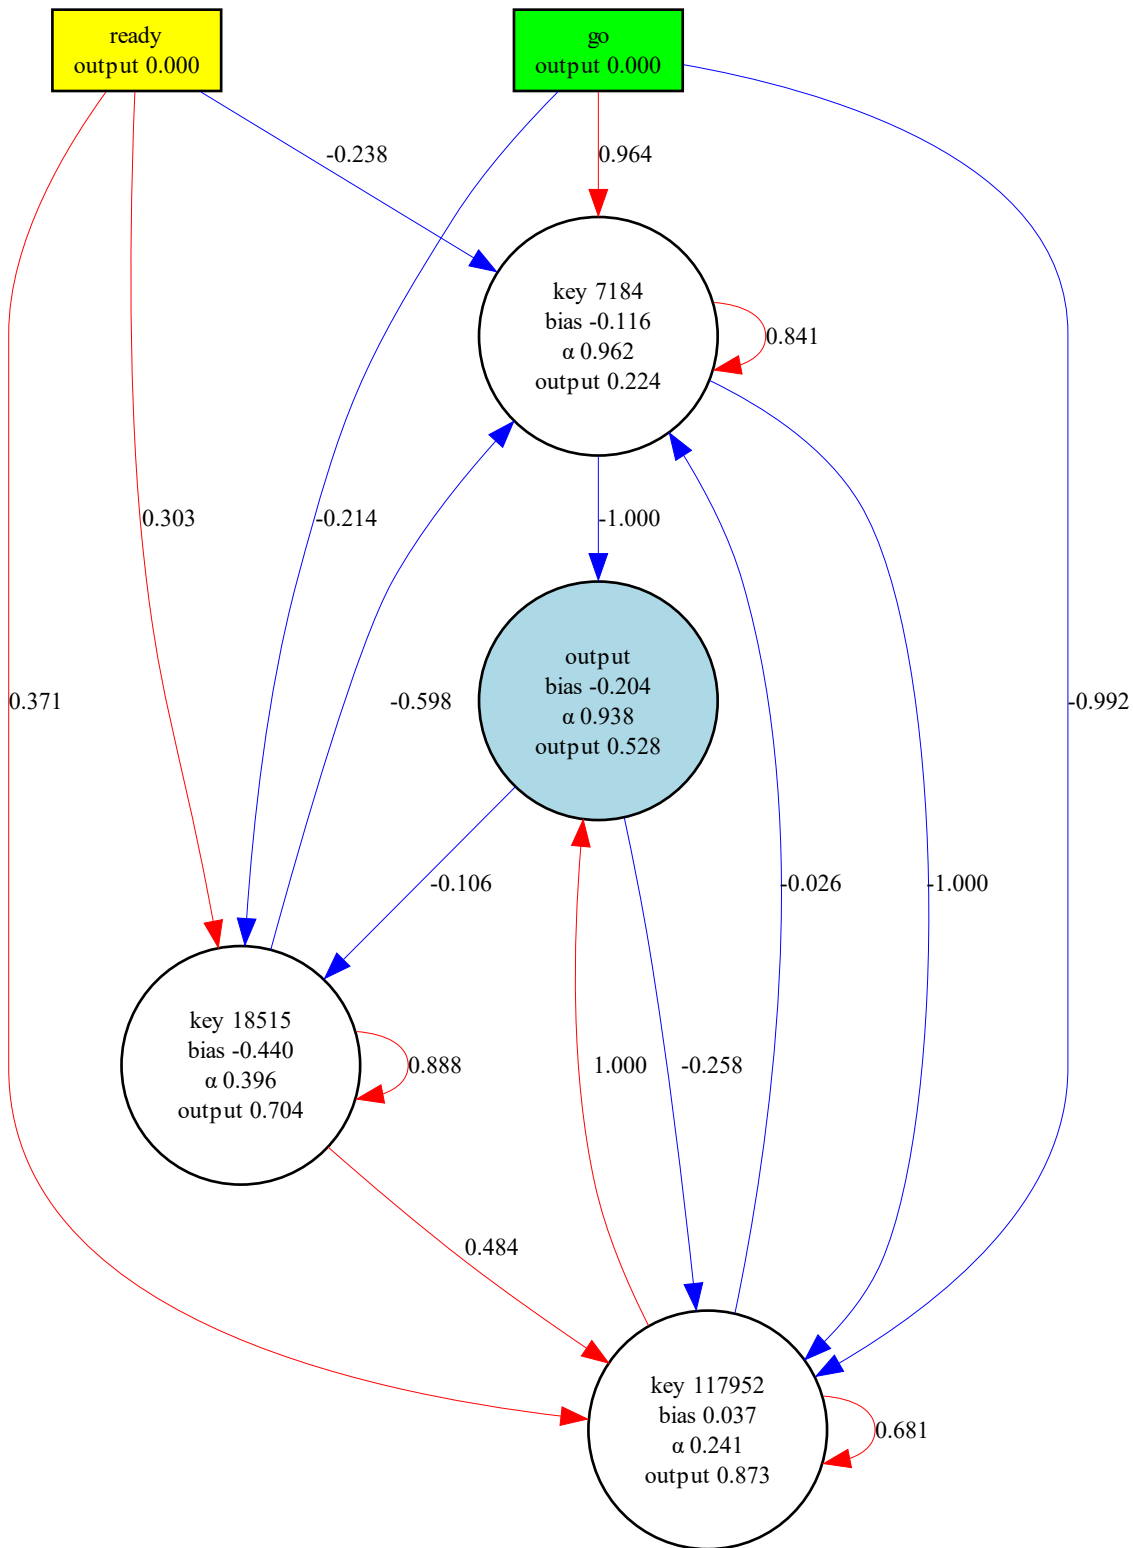 ready
output 0.000
go
output 0.000
-0.238
0.964
key 7184
bias -0.116
α 0.962
output 0.224
0.841
0.303
-0.214
-1.000
output
bias -0.204
α 0.938
output 0.528
0.371
-0.598
-0.992
-0.106
-0.026
-1.000
key 18515
bias -0.440
α 0.396
output 0.704
0.888
1.000
-0.258
0.484
key 117952
bias 0.037
α 0.241
output 0.873
0.681